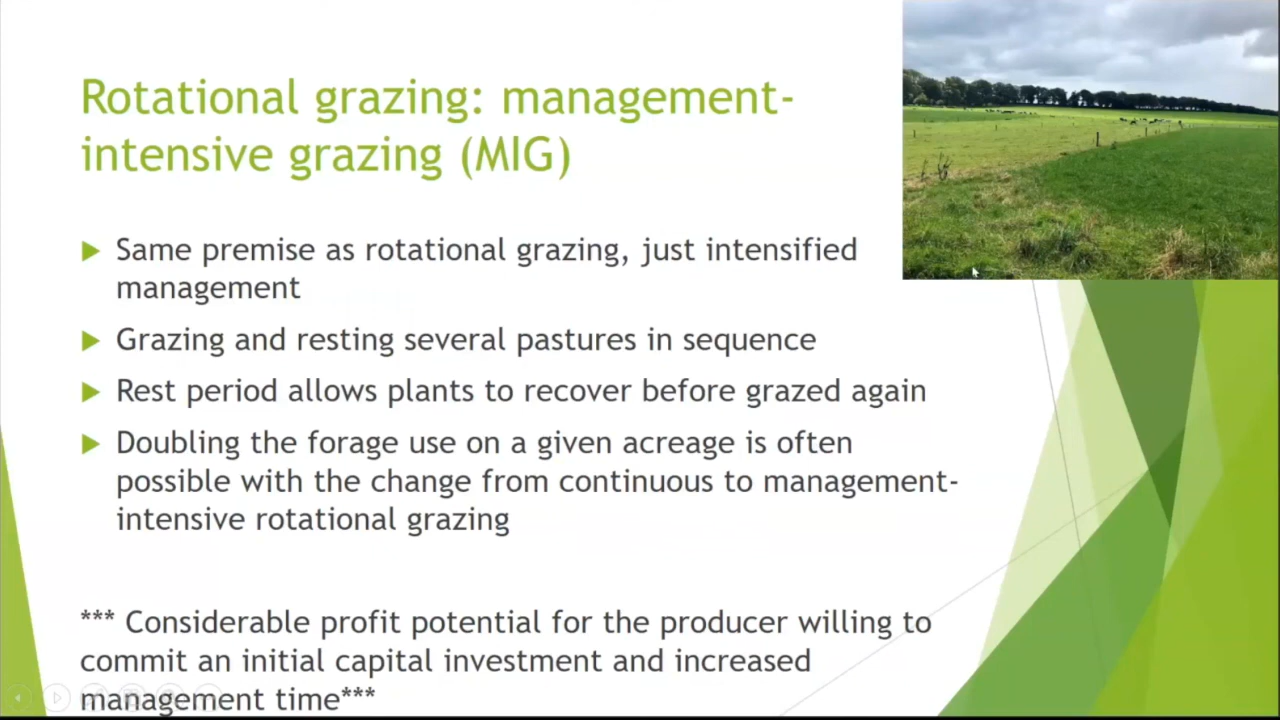 Rotational grazing: management-
intensive grazing (MIG)
Same premise as rotational grazing, just intensified
management
Grazing and resting several pastures in sequence
Rest period allows plants to recover before grazed again
Doubling the forage use on a given acreage is often
possible with the change from continuous to management-
intensive rotational grazing
*** Considerable profit potential for the producer willing to
commit an initial capital investment and increased
management time***